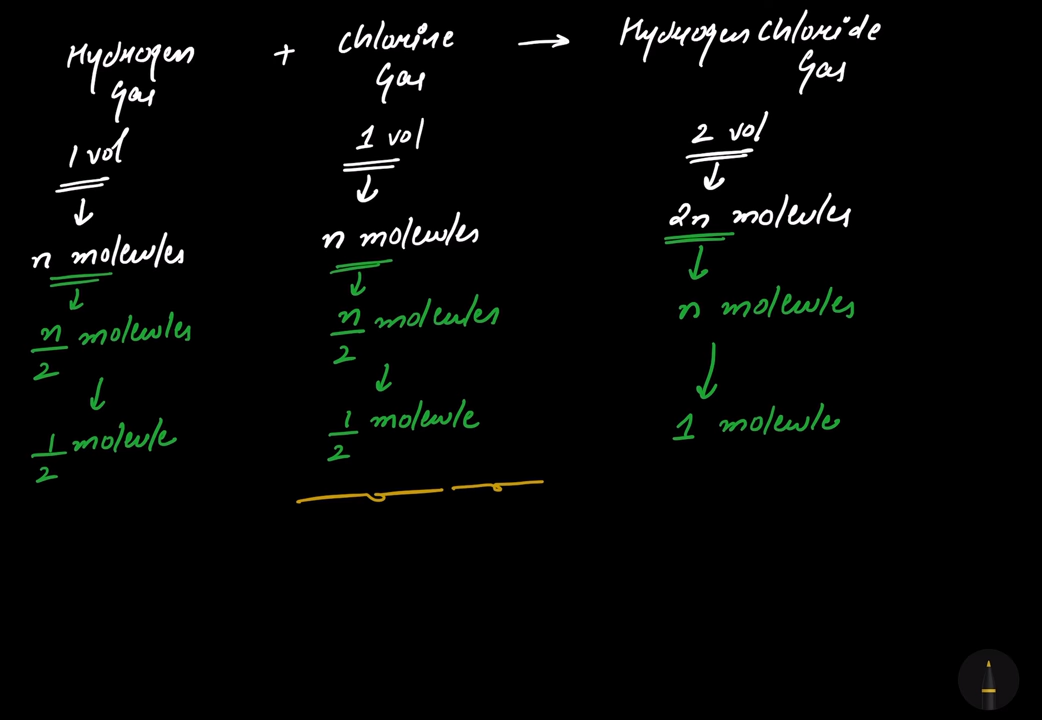 Hydrogen Gas + Chlorine Gas → Hydrogen Chloride Gas
1 vol 1 vol 2 vol
↓ ↓ ↓
n molecules n molecules 2n molecules
↓ ↓ ↓
n/2 molecules n/2 molecules n molecules
↓ ↓ ↓
1/2 molecule 1/2 molecule 1 molecule